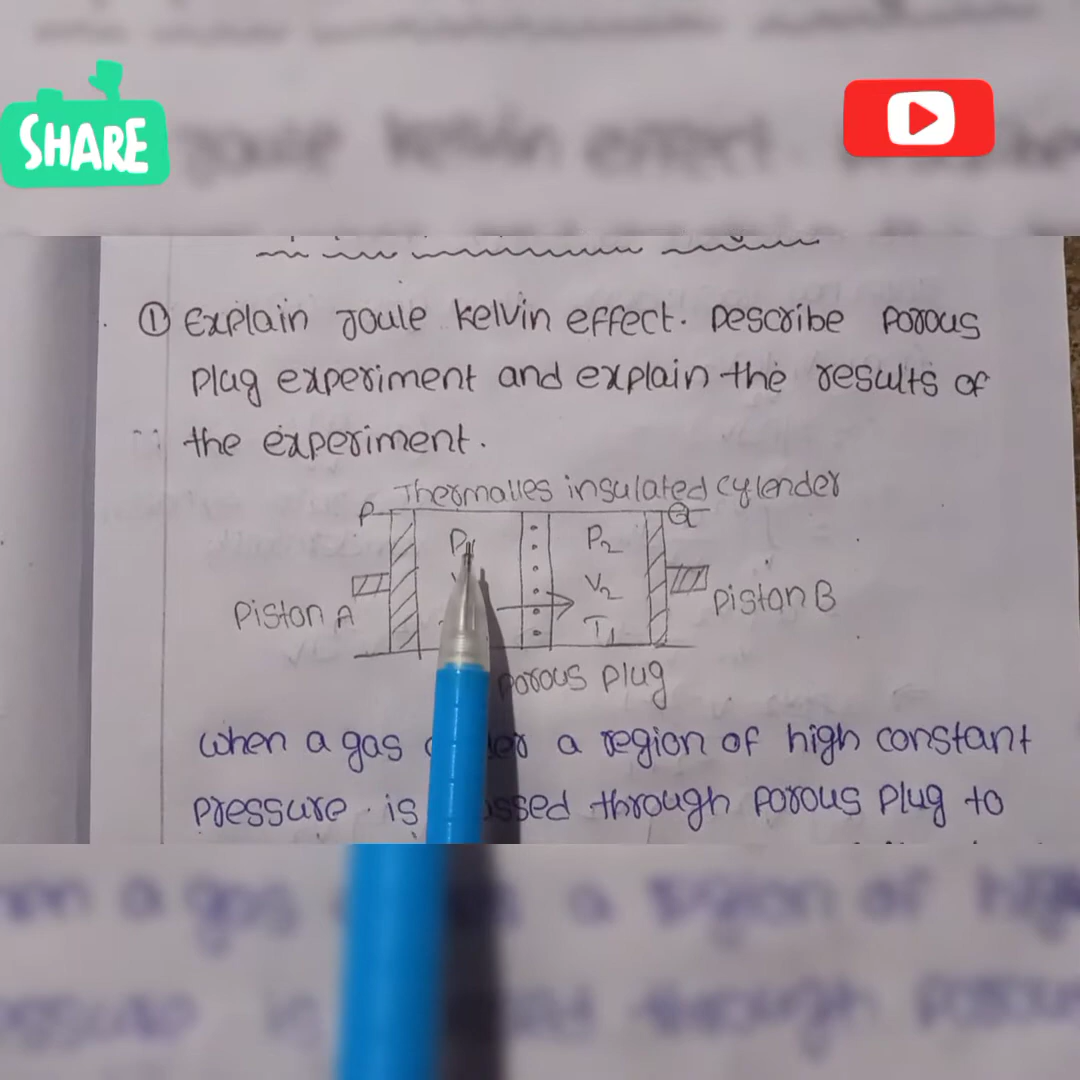 SHARE
① Explain Joule Kelvin effect. Describe Porous
Plug experiment and explain the results of
the experiment.
Thermalles insulated cylender
P Q
P1 P2
V2
Piston A Piston B
T1
Porous Plug
when a gas a region of high constant
Pressure is through Porous Plug to